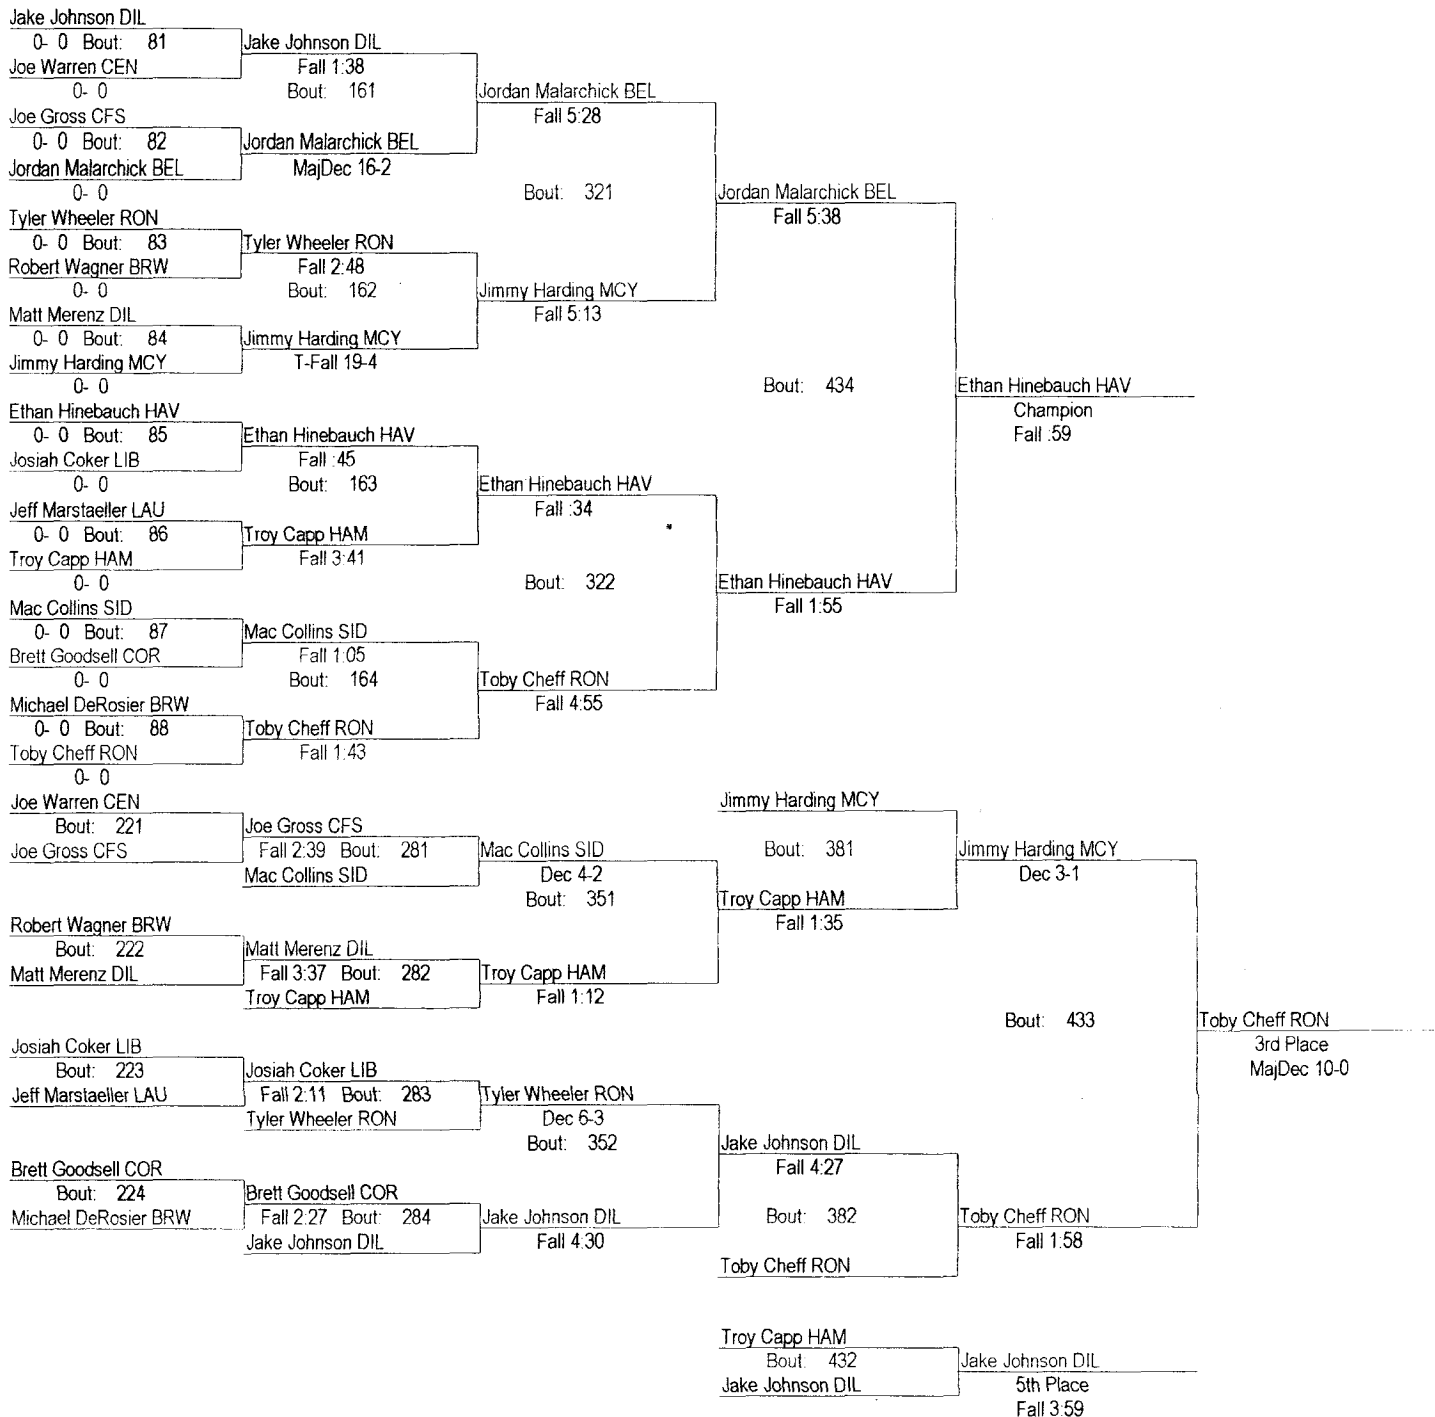 Jake Johnson DIL
0- 0 Bout: 81
Jake Johnson DIL
Joe Warren CEN
Fall 1:38
0- 0
Bout: 161
Jordan Malarchick BEL
Joe Gross CFS
Fall 5:28
0- 0 Bout: 82
Jordan Malarchick BEL
Jordan Malarchick BEL
MajDec 16-2
0- 0
Bout: 321
Jordan Malarchick BEL
Tyler Wheeler RON
Fall 5:38
0- 0 Bout: 83
Tyler Wheeler RON
Robert Wagner BRW
Fall 2:48
0- 0
Bout: 162
Jimmy Harding MCY
Matt Merenz DIL
Fall 5:13
0- 0 Bout: 84
Jimmy Harding MCY
Jimmy Harding MCY
T-Fall 19-4
0- 0
Bout: 434
Ethan Hinebauch HAV
Ethan Hinebauch HAV
Champion
0- 0 Bout: 85
Ethan Hinebauch HAV
Fall :59
Josiah Coker LIB
Fall :45
0- 0
Bout: 163
Ethan Hinebauch HAV
Jeff Marstaeller LAU
Fall :34
0- 0 Bout: 86
Troy Capp HAM
Troy Capp HAM
Fall 3:41
0- 0
Bout: 322
Ethan Hinebauch HAV
Mac Collins SID
Fall 1:55
0- 0 Bout: 87
Mac Collins SID
Brett Goodsell COR
Fall 1:05
0- 0
Bout: 164
Toby Cheff RON
Michael DeRosier BRW
Fall 4:55
0- 0 Bout: 88
Toby Cheff RON
Toby Cheff RON
Fall 1:43
0- 0
Joe Warren CEN
Jimmy Harding MCY
Bout: 221
Joe Gross CFS
Joe Gross CFS
Fall 2:39 Bout: 281
Mac Collins SID
Bout: 381
Jimmy Harding MCY
Mac Collins SID
Dec 4-2
Dec 3-1
Bout: 351
Troy Capp HAM
Robert Wagner BRW
Fall 1:35
Bout: 222
Matt Merenz DIL
Matt Merenz DIL
Fall 3:37 Bout: 282
Troy Capp HAM
Troy Capp HAM
Fall 1:12
Bout: 433
Toby Cheff RON
Josiah Coker LIB
3rd Place
Bout: 223
Josiah Coker LIB
MajDec 10-0
Jeff Marstaeller LAU
Fall 2:11 Bout: 283
Tyler Wheeler RON
Tyler Wheeler RON
Dec 6-3
Bout: 352
Jake Johnson DIL
Brett Goodsell COR
Fall 4:27
Bout: 224
Brett Goodsell COR
Michael DeRosier BRW
Fall 2:27 Bout: 284
Jake Johnson DIL
Bout: 382
Toby Cheff RON
Jake Johnson DIL
Fall 4:30
Fall 1:58
Toby Cheff RON
Troy Capp HAM
Bout: 432
Jake Johnson DIL
Jake Johnson DIL
5th Place
Fall 3:59